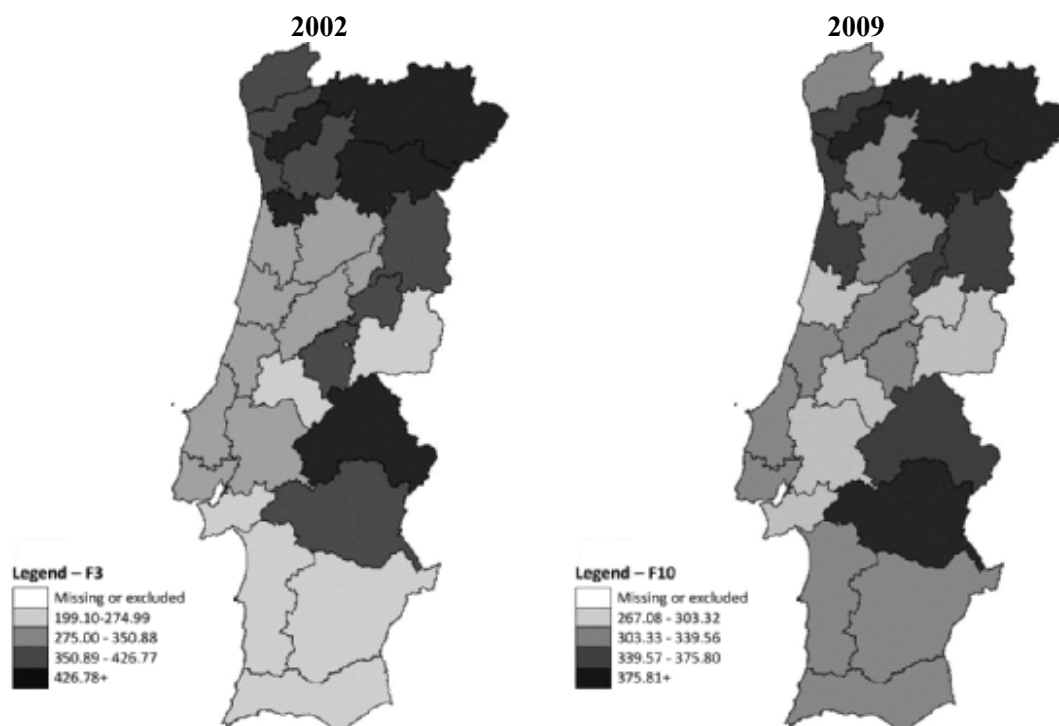 2002
2009
Legend – F3
Missing or excluded
199.10-274.99
275.00 - 350.88
350.89 - 426.77
426.78+
Legend – F10
Missing or excluded
267.08 - 303.32
303.33 - 339.56
339.57 - 375.80
375.81+